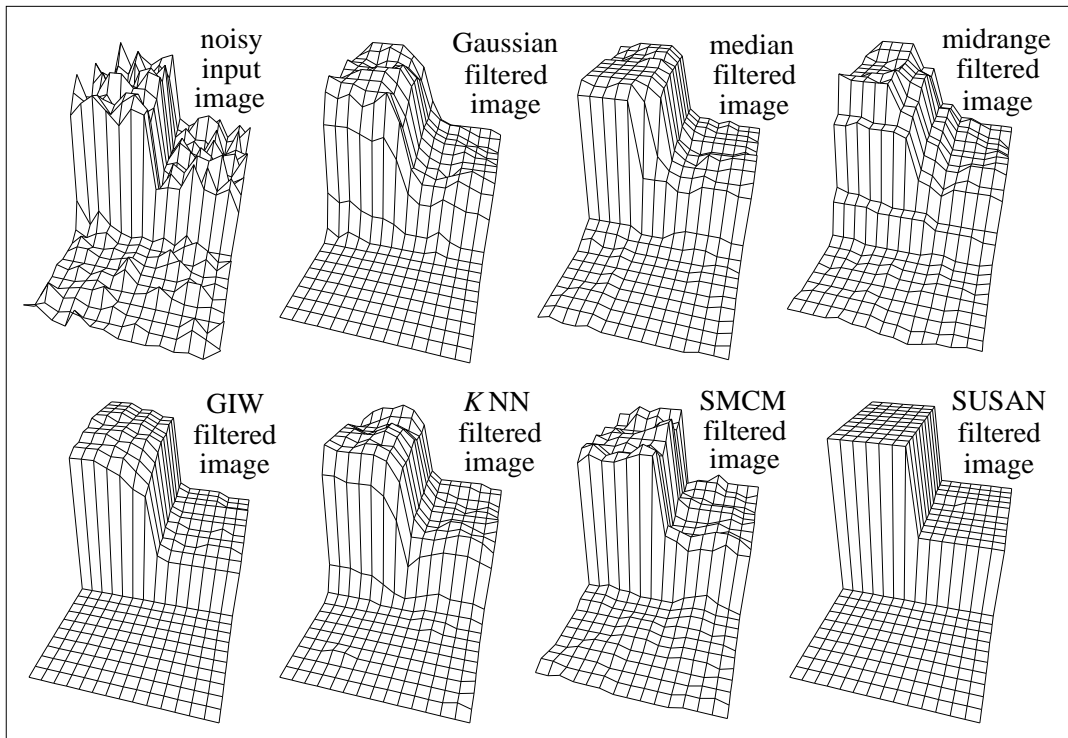 noisy
input
image
Gaussian
filtered
image
median
filtered
image
midrange
filtered
image
GIW
filtered
image
K NN
filtered
image
SMCM
filtered
image
SUSAN
filtered
image